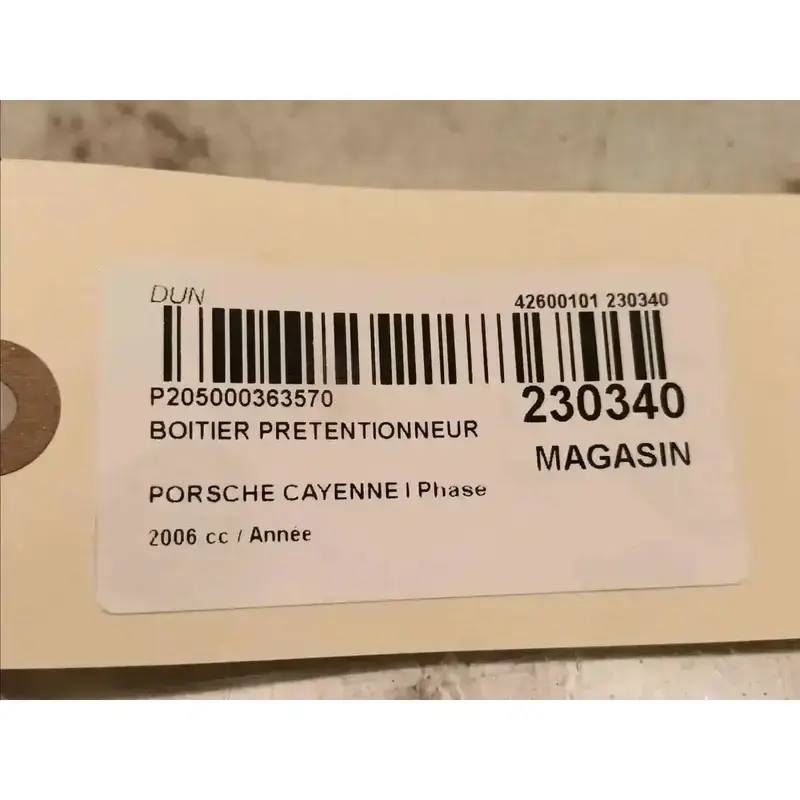 DUN
42600101 230340
P205000363570
230340
BOITIER PRETENTIONNEUR
MAGASIN
PORSCHE CAYENNE I Phase
2006 cc / Année